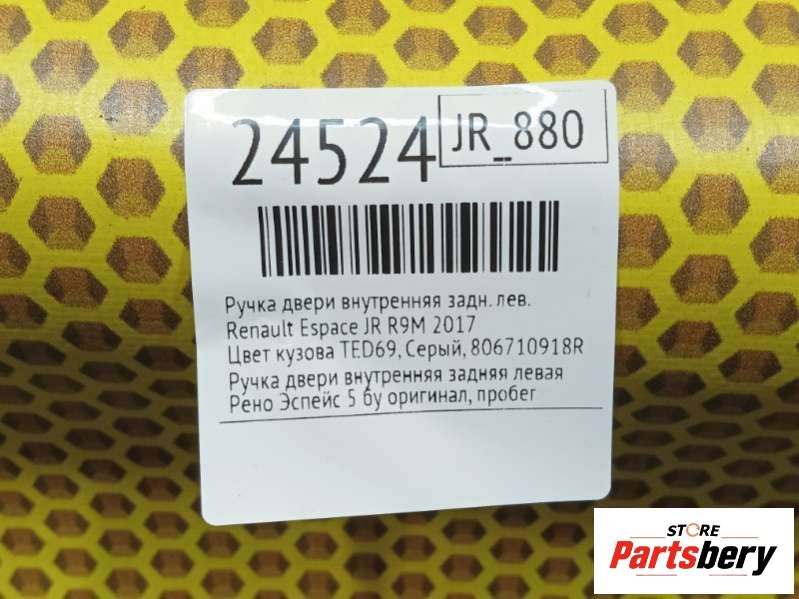 24524
JR_880
Ручка двери внутренняя задн. лев.
Renault Espace JR R9M 2017
Цвет кузова TED69, Серый, 806710918R
Ручка двери внутренняя задняя левая
Рено Эспейс 5 бу оригинал, пробег
STORE
Partsbery